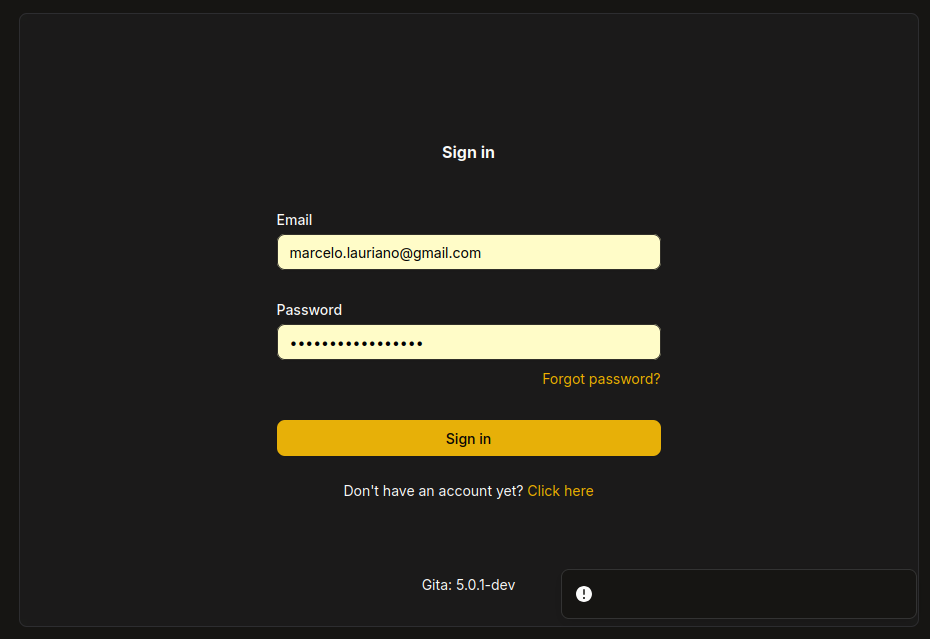 Sign in
Email
marcelo.lauriano@gmail.com
Password
•••••••••••••••••
Forgot password?
Sign in
Don't have an account yet? Click here
Gita: 5.0.1-dev